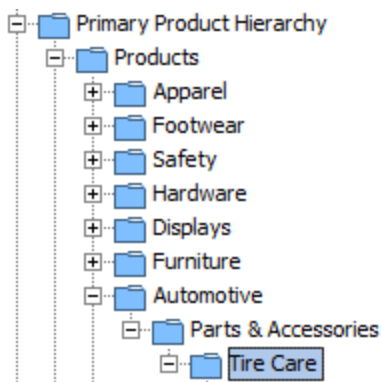 Primary Product Hierarchy
Products
Apparel
Footwear
Safety
Hardware
Displays
Furniture
Automotive
Parts & Accessories
Tire Care